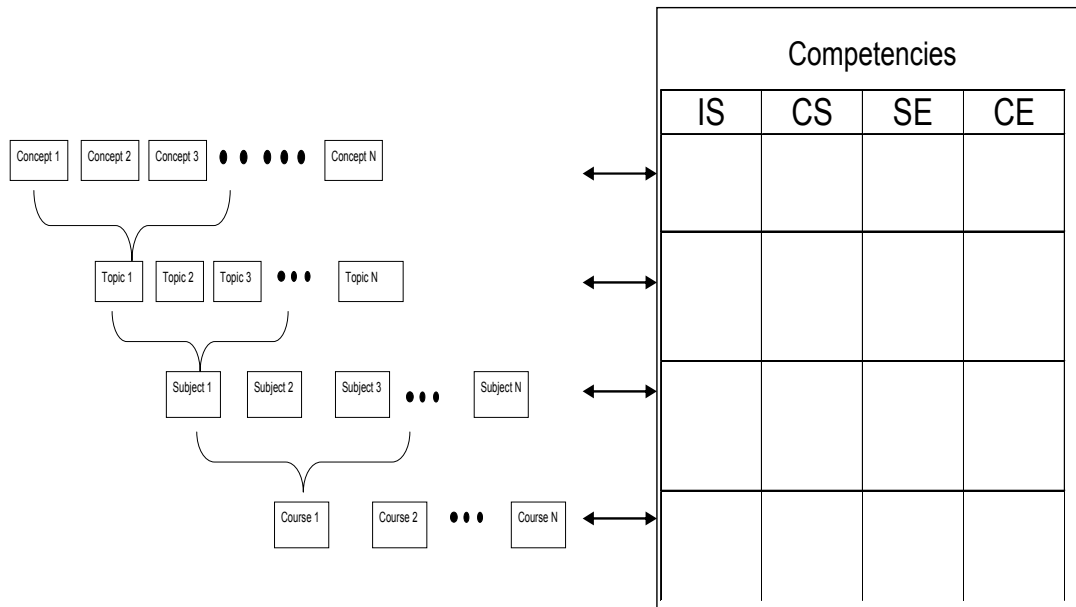 Competencies
IS CS SE CE
Concept 1 Concept 2 Concept 3 Concept N
Topic 1 Topic 2 Topic 3 Topic N
Subject 1 Subject 2 Subject 3 Subject N
Course 1 Course 2 Course N